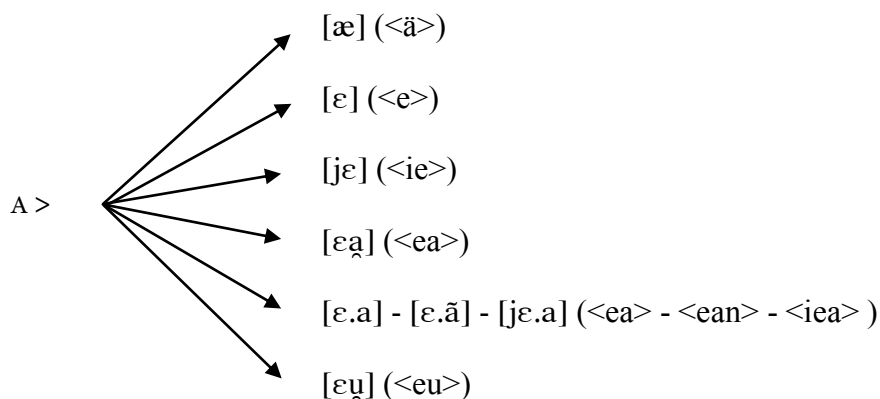 [æ] (<ä>)
[ɛ] (<e>)
[jɛ] (<ie>)
A >
[ɛa̯] (<ea>)
[ɛ.a] - [ɛ.ã] - [jɛ.a] (<ea> - <ean> - <iea> )
[ɛu̯] (<eu>)